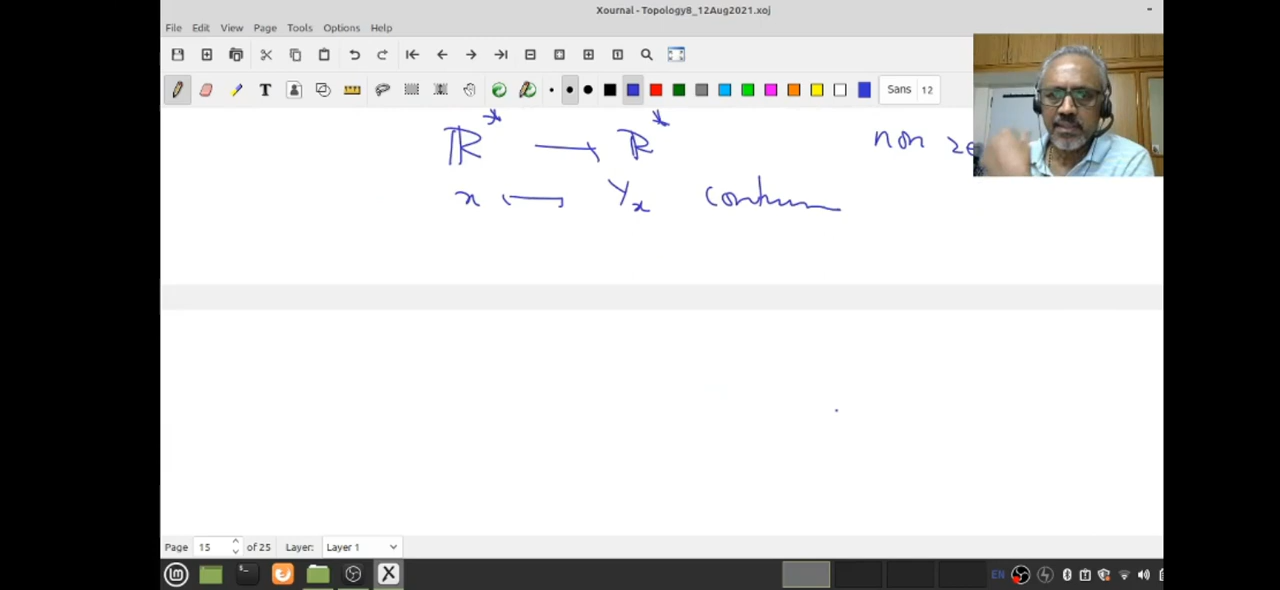 Xournal - Topology8_12Aug2021.xoj
File Edit View Page Tools Options Help
Sans 12
ℝ* → ℝ* non ze
x ↦ 1/x
Page 15 of 25 Layer: Layer 1
EN